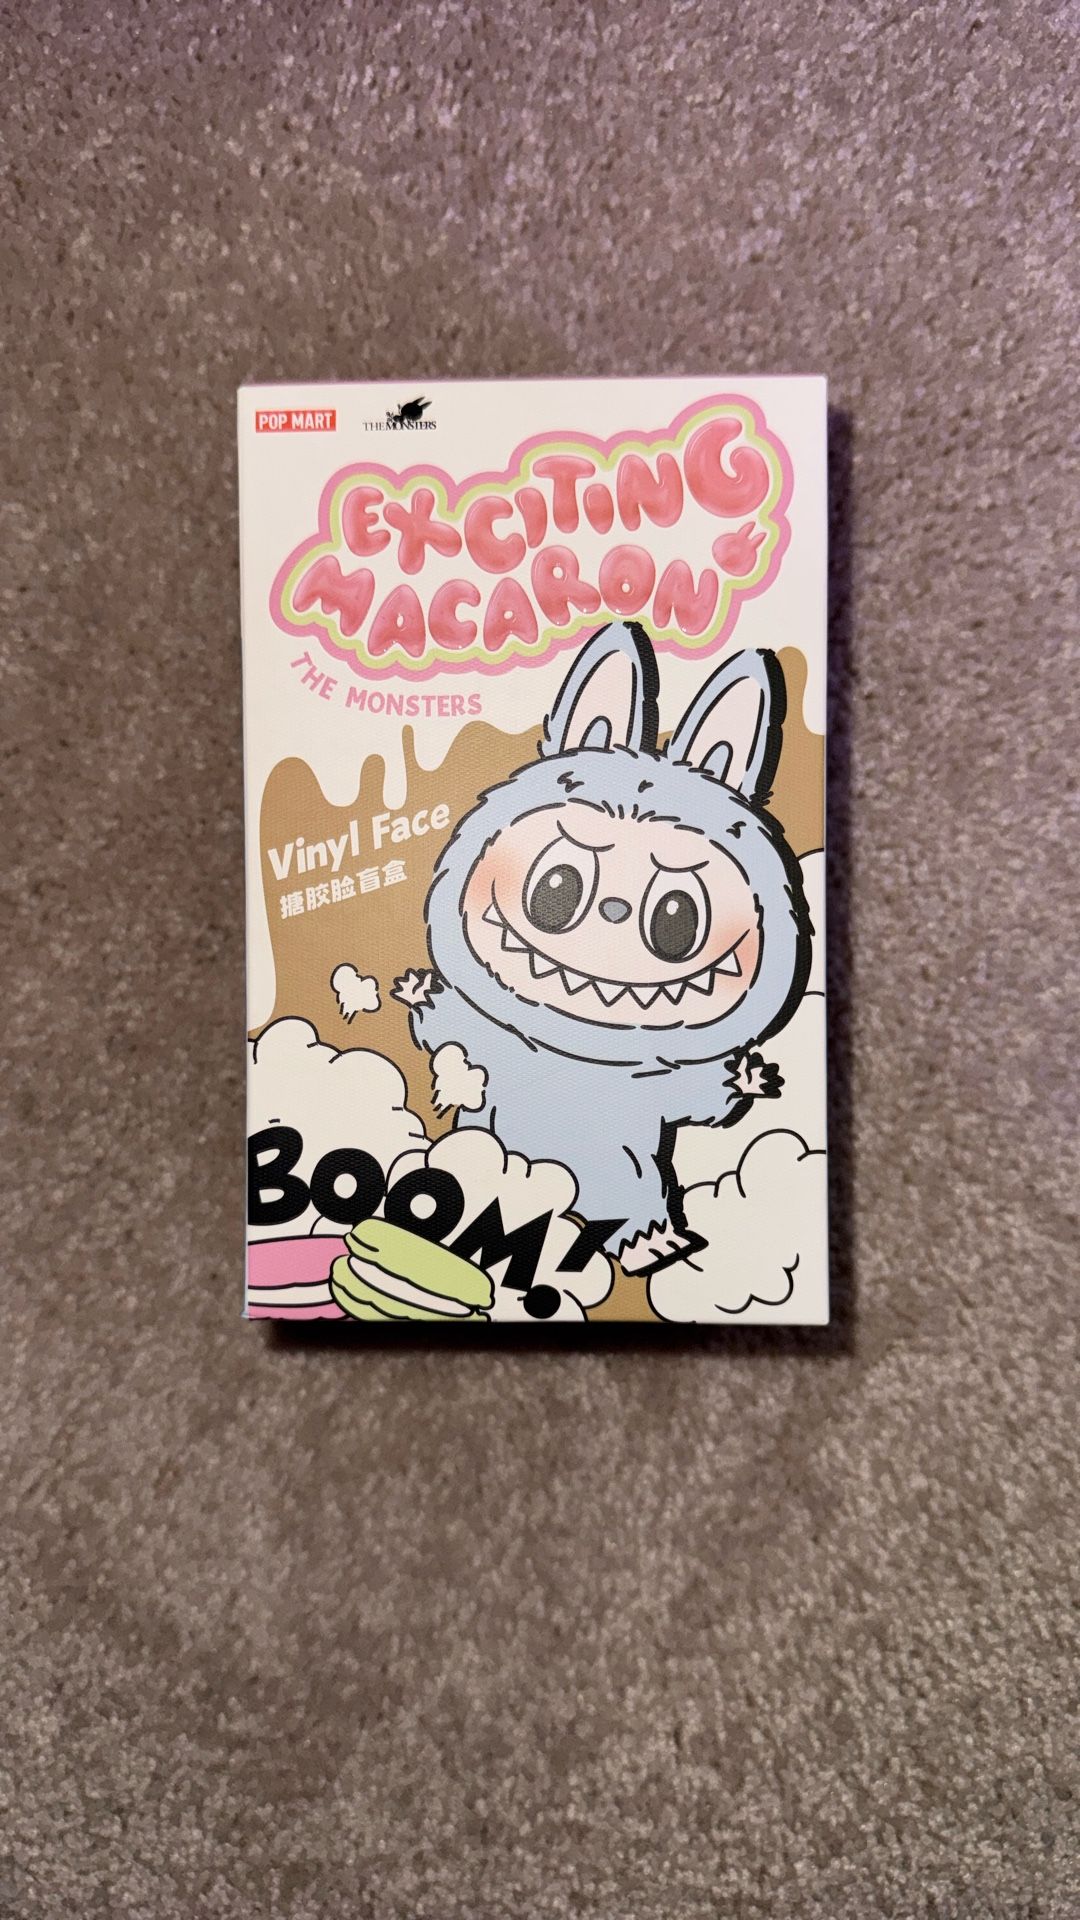 POP MART
THE MONSTERS
EXCITING
MACARON
THE MONSTERS
Vinyl Face
搪胶脸盲盒
BOOM!